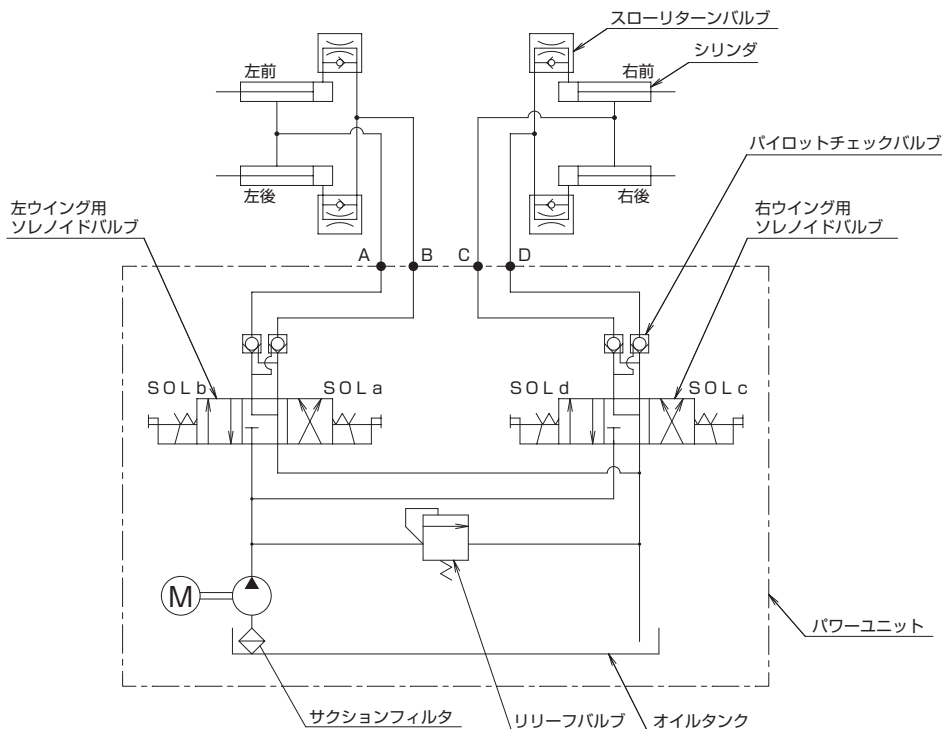 スローリターンバルブ
シリンダ
左前
右前
パイロットチェックバルブ
左後
右後
左ウイング用
ソレノイドバルブ
右ウイング用
ソレノイドバルブ
A
B
C
D
SOLb
SOLa
SOLd
SOLc
M
パワーユニット
サクションフィルタ
リリーフバルブ
オイルタンク